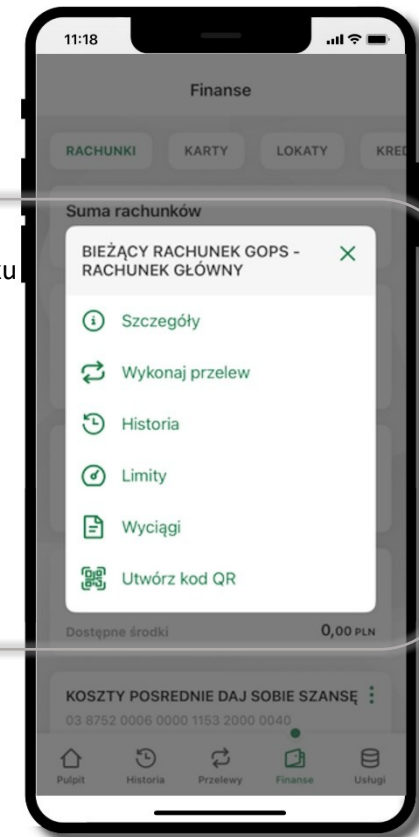 11:18
Finanse
RACHUNKI KARTY LOKATY KRED
Suma rachunków
BIEŻĄCY RACHUNEK GOPS -
RACHUNEK GŁÓWNY
Szczegóły
Wykonaj przelew
Historia
Limity
Wyciągi
Utwórz kod QR
Dostępne środki 0,00 PLN
KOSZTY POSREDNIE DAJ SOBIE SZANSĘ
03 8752 0006 0000 1153 2000 0040
Pulpit Historia Przelewy Finanse Usługi